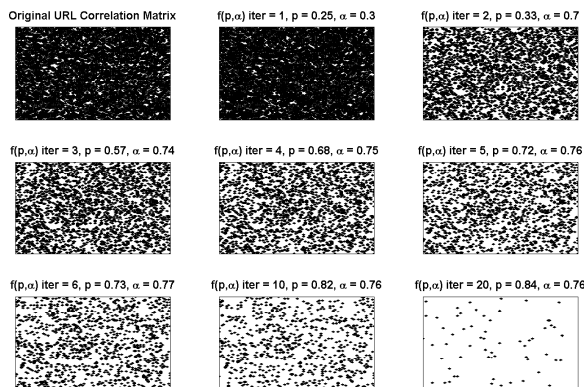 Original URL Correlation Matrix
f(p,α) iter = 1, p = 0.25, α = 0.3
f(p,α) iter = 2, p = 0.33, α = 0.7
f(p,α) iter = 3, p = 0.57, α = 0.74
f(p,α) iter = 4, p = 0.68, α = 0.75
f(p,α) iter = 5, p = 0.72, α = 0.76
f(p,α) iter = 6, p = 0.73, α = 0.77
f(p,α) iter = 10, p = 0.82, α = 0.76
f(p,α) iter = 20, p = 0.84, α = 0.76